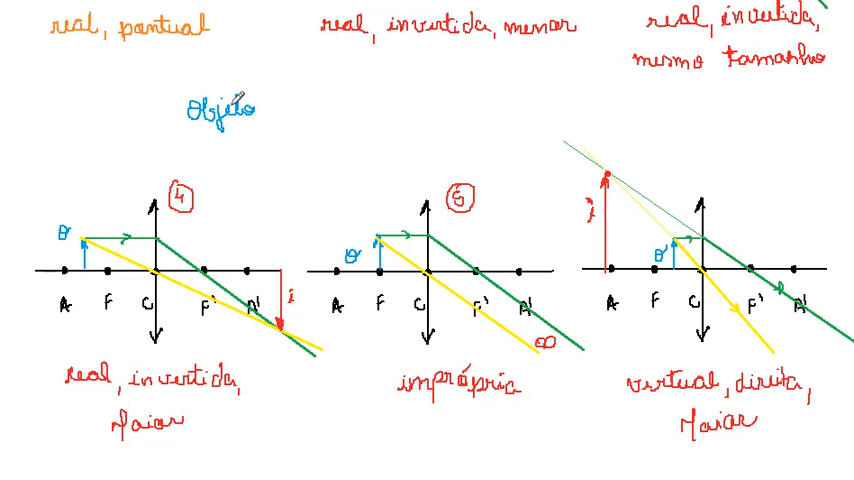 real, pontual
real, invertida, menor
real, invertida,
mesmo tamanho
Objeto
4
o
i
A F C F' A'
real, invertida,
Maior
5
o
A F C F' A'
∞
imprópria
i
o
A F C F' A'
virtual, direita,
Maior